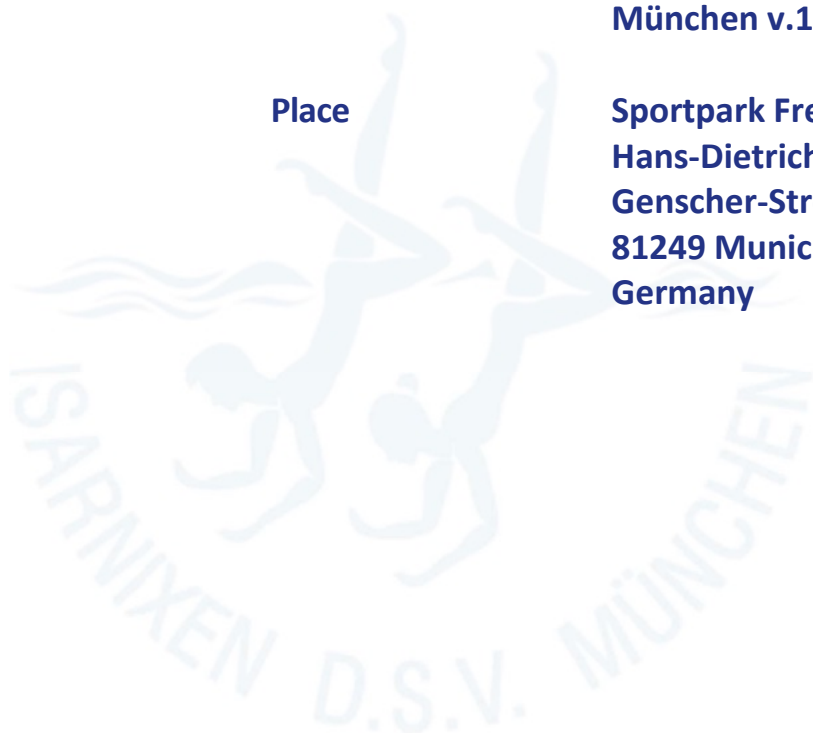 München v.1
Place
Sportpark Fre
Hans-Dietrich
Genscher-Str
81249 Munic
Germany
ISARNIXEN D.S.V. MÜNCHEN